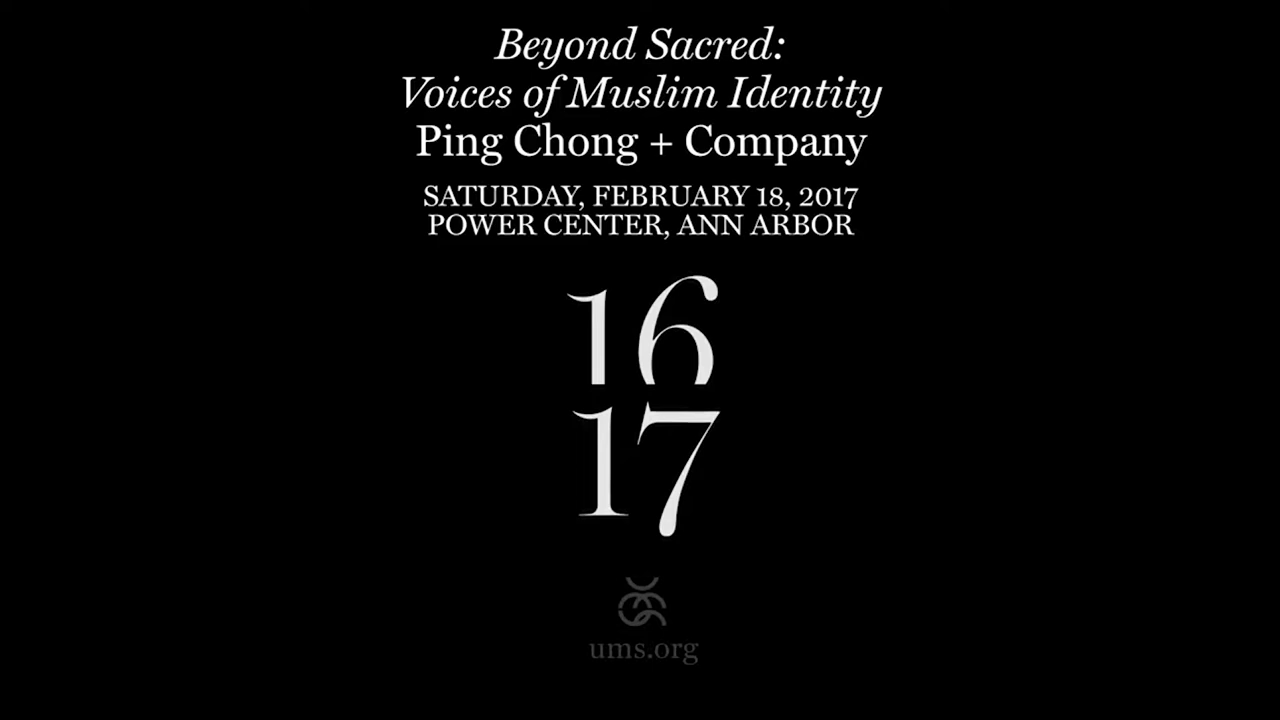 Beyond Sacred:
Voices of Muslim Identity
Ping Chong + Company
SATURDAY, FEBRUARY 18, 2017
POWER CENTER, ANN ARBOR
16
17
ums.org